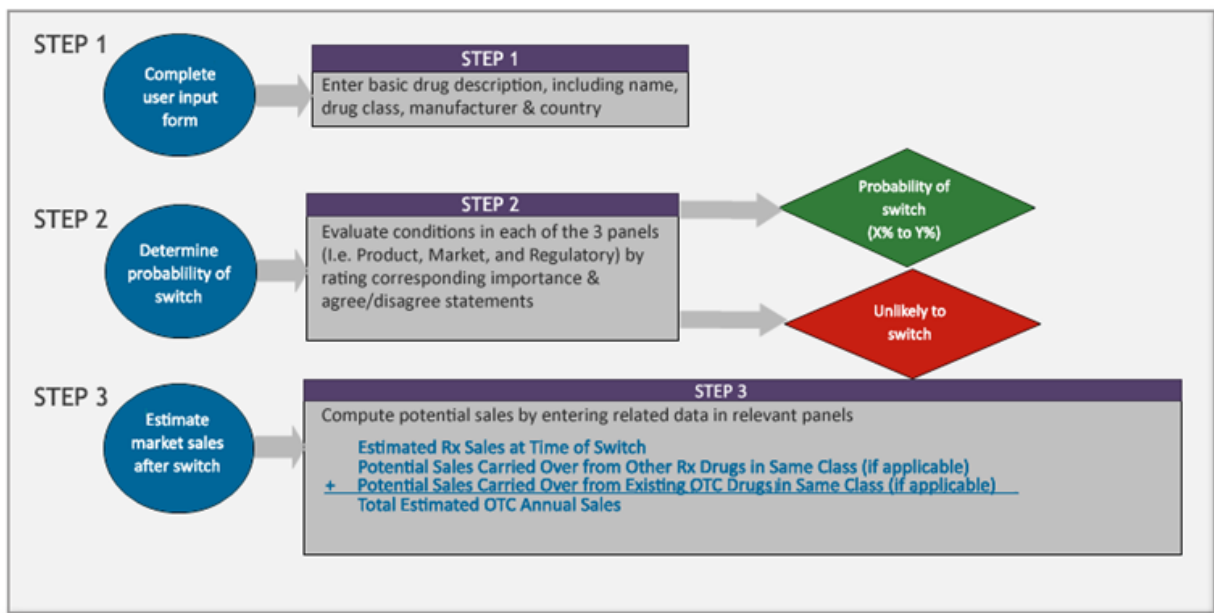 STEP 1
Complete
user input
form
STEP 1
Enter basic drug description, including name,
drug class, manufacturer & country
STEP 2
Determine
probablility of
switch
STEP 2
Evaluate conditions in each of the 3 panels
(I.e. Product, Market, and Regulatory) by
rating corresponding importance &
agree/disagree statements
Probability of
switch
(X% to Y%)
Unlikely to
switch
STEP 3
Estimate
market sales
after switch
STEP 3
Compute potential sales by entering related data in relevant panels
Estimated Rx Sales at Time of Switch
Potential Sales Carried Over from Other Rx Drugs in Same Class (if applicable)
+ Potential Sales Carried Over from Existing OTC Drugs in Same Class (if applicable)
Total Estimated OTC Annual Sales